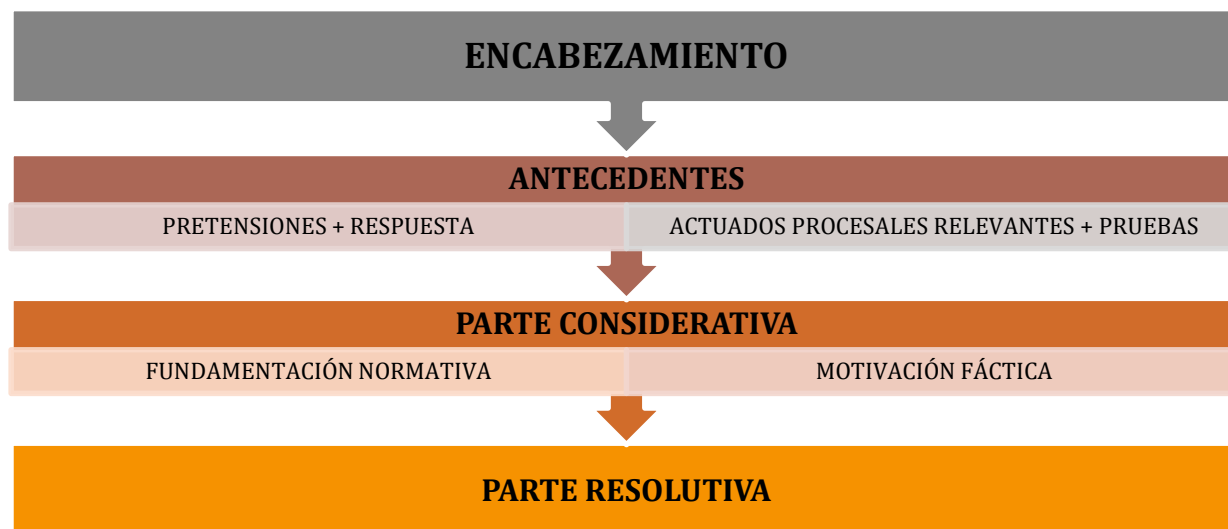 ENCABEZAMIENTO
ANTECEDENTES
PRETENSIONES + RESPUESTA
ACTUADOS PROCESALES RELEVANTES + PRUEBAS
PARTE CONSIDERATIVA
FUNDAMENTACIÓN NORMATIVA
MOTIVACIÓN FÁCTICA
PARTE RESOLUTIVA